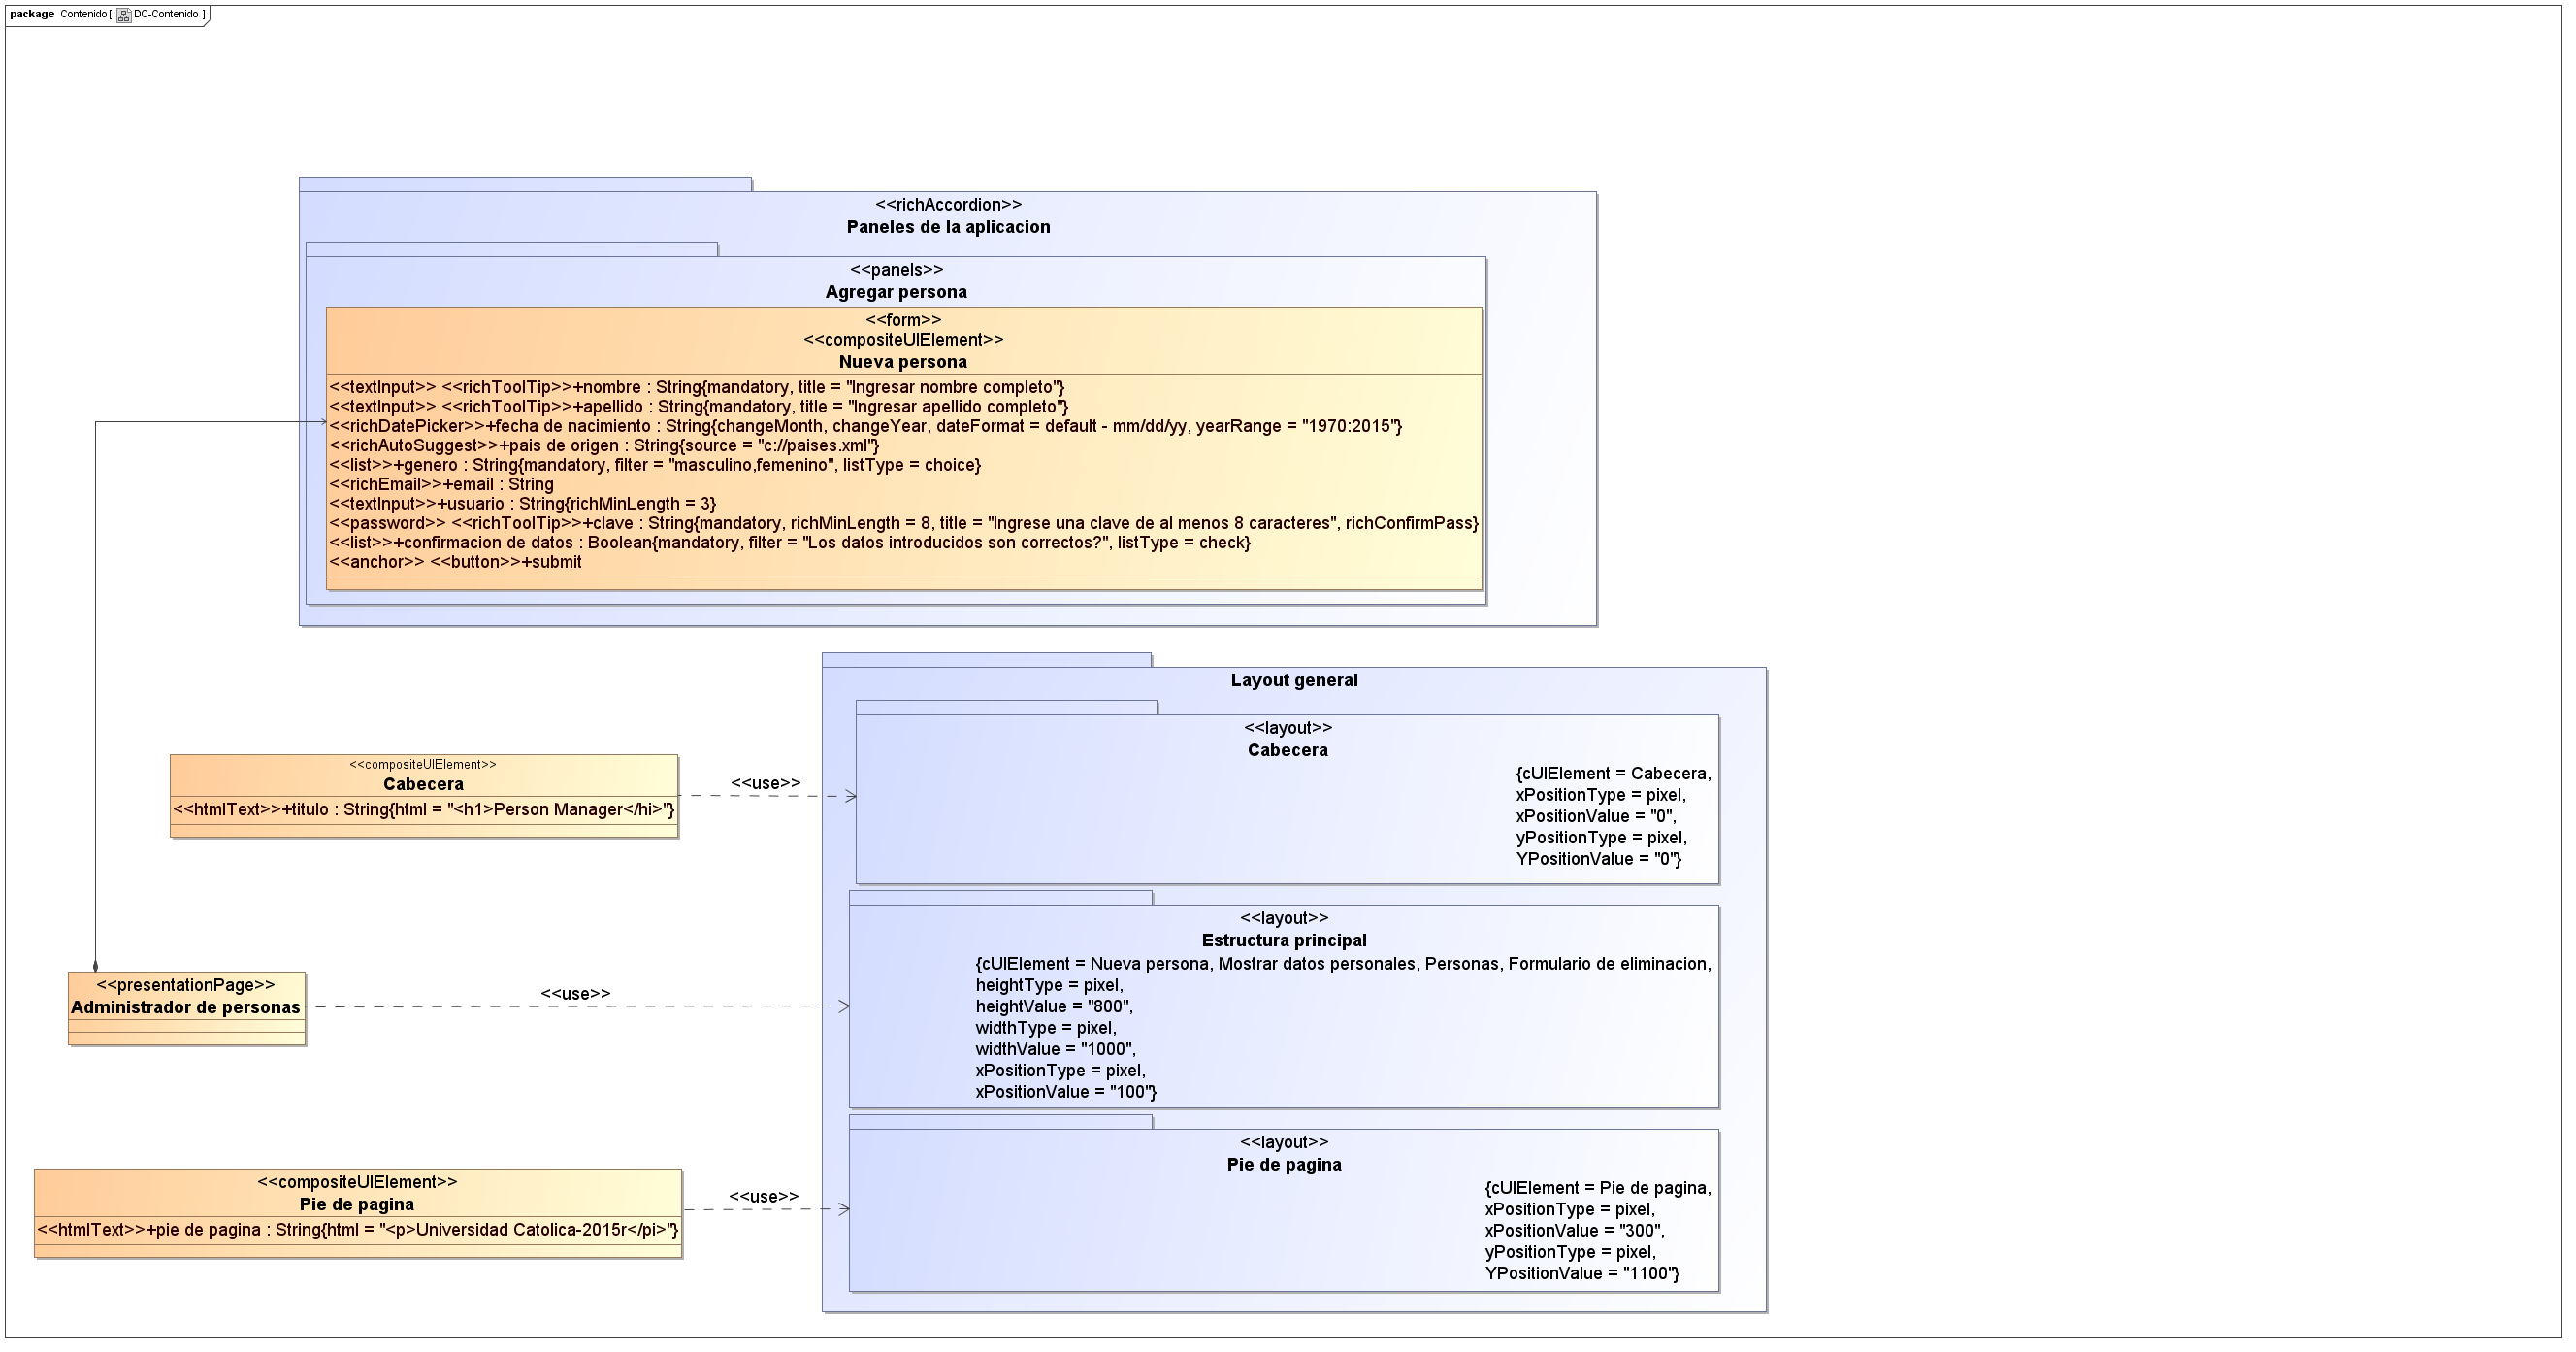 package Contenido [ DC-Contenido ]
<<richAccordion>>
Paneles de la aplicacion
<<panels>>
Agregar persona
<<form>>
<<compositeUIElement>>
Nueva persona
<<textInput>> <<richToolTip>>+nombre : String{mandatory, title = "Ingresar nombre completo"}
<<textInput>> <<richToolTip>>+apellido : String{mandatory, title = "Ingresar apellido completo"}
<<richDatePicker>>+fecha de nacimiento : String{changeMonth, changeYear, dateFormat = default - mm/dd/yy, yearRange = "1970:2015"}
<<richAutoSuggest>>+pais de origen : String{source = "c://paises.xml"}
<<list>>+genero : String{mandatory, filter = "masculino,femenino", listType = choice}
<<richEmail>>+email : String
<<textInput>>+usuario : String{richMinLength = 3}
<<password>> <<richToolTip>>+clave : String{mandatory, richMinLength = 8, title = "Ingrese una clave de al menos 8 caracteres", richConfirmPass}
<<list>>+confirmacion de datos : Boolean{mandatory, filter = "Los datos introducidos son correctos?", listType = check}
<<anchor>> <<button>>+submit
Layout general
<<layout>>
Cabecera
{cUIElement = Cabecera,
xPositionType = pixel,
xPositionValue = "0",
yPositionType = pixel,
YPositionValue = "0"}
<<compositeUIElement>>
Cabecera
<<htmlText>>+titulo : String{html = "<h1>Person Manager</hi>"}
<<use>>
<<layout>>
Estructura principal
{cUIElement = Nueva persona, Mostrar datos personales, Personas, Formulario de eliminacion,
heightType = pixel,
heightValue = "800",
widthType = pixel,
widthValue = "1000",
xPositionType = pixel,
xPositionValue = "100"}
<<presentationPage>>
Administrador de personas
<<use>>
<<layout>>
Pie de pagina
{cUIElement = Pie de pagina,
xPositionType = pixel,
xPositionValue = "300",
yPositionType = pixel,
YPositionValue = "1100"}
<<compositeUIElement>>
Pie de pagina
<<htmlText>>+pie de pagina : String{html = "<p>Universidad Catolica-2015r</pi>"}
<<use>>